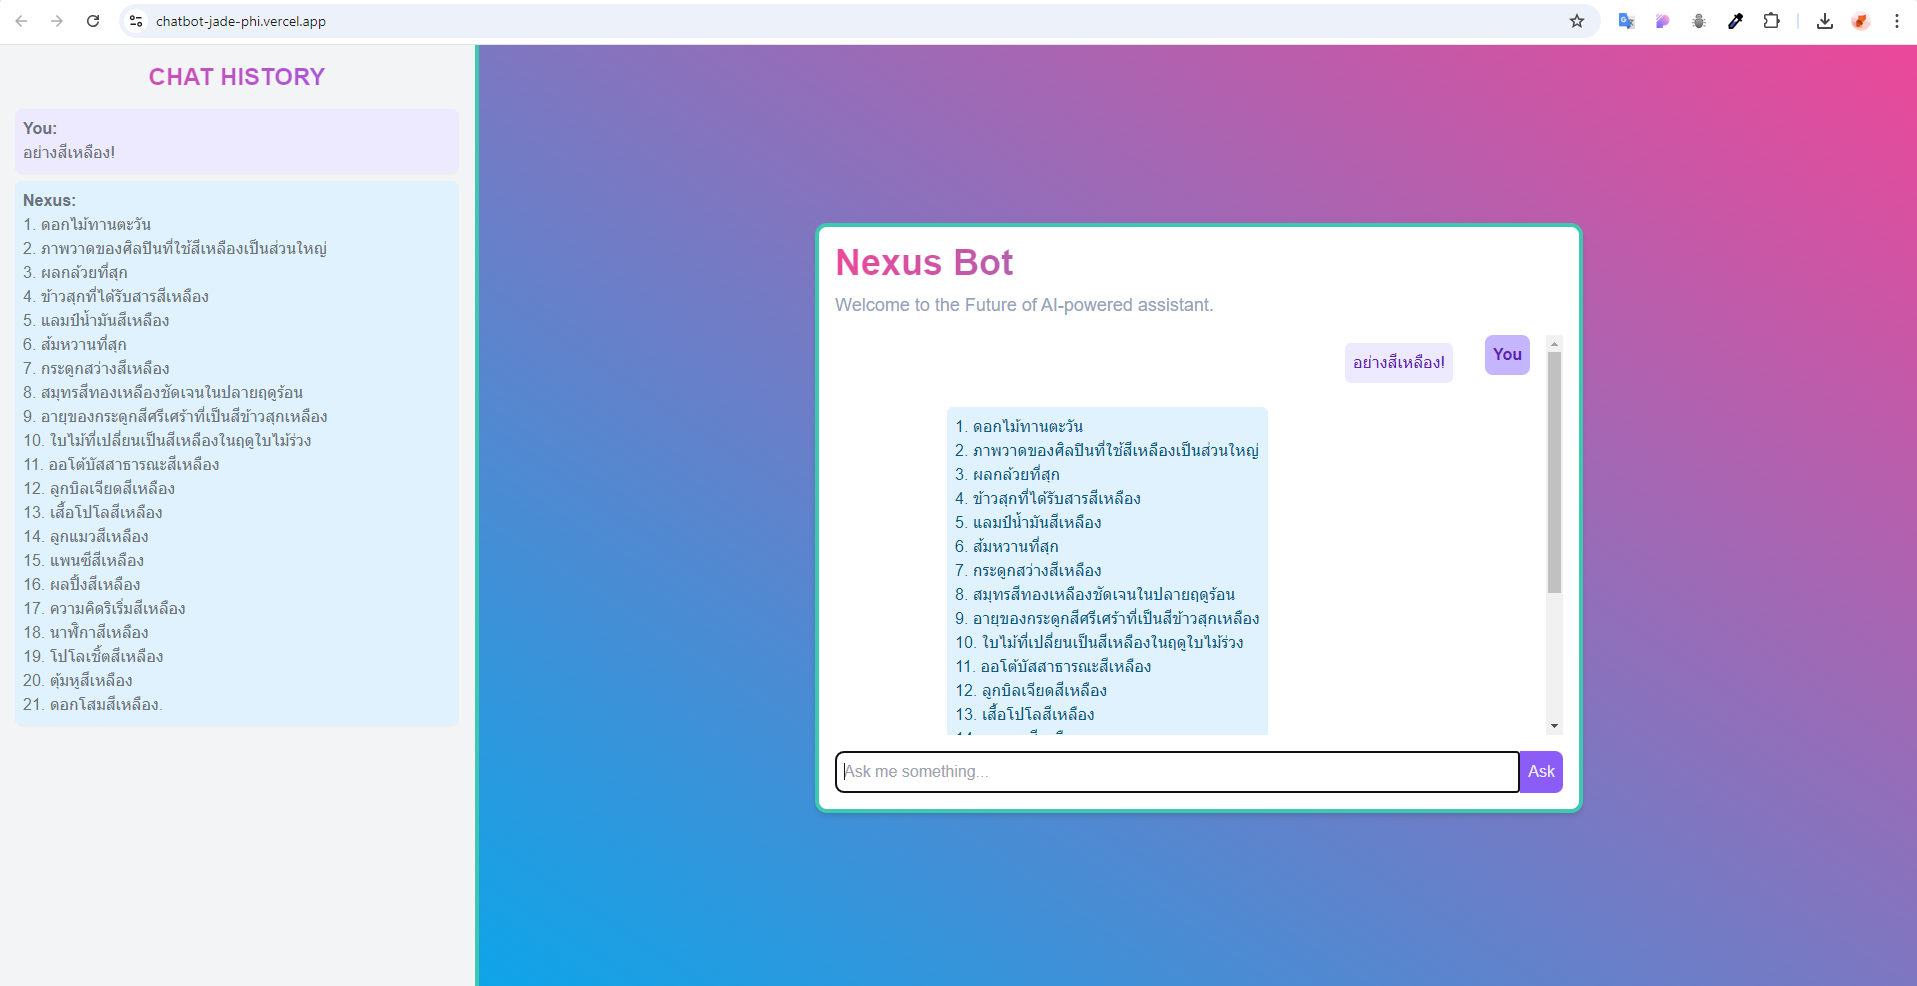 chatbot-jade-phi.vercel.app
CHAT HISTORY
You:
อย่างสีเหลือง!
Nexus:
1. ดอกไม้ทานตะวัน
2. ภาพวาดของศิลปินที่ใช้สีเหลืองเป็นส่วนใหญ่
3. ผลกล้วยที่สุก
4. ข้าวสุกที่ได้รับสารสีเหลือง
5. แลมป์น้ำมันสีเหลือง
6. ส้มหวานที่สุก
7. กระดูกสว่างสีเหลือง
8. สมุทรสีทองเหลืองชัดเจนในปลายฤดูร้อน
9. อายุของกระดูกสีศรีเศร้าที่เป็นสีข้าวสุกเหลือง
10. ใบไม้ที่เปลี่ยนเป็นสีเหลืองในฤดูใบไม้ร่วง
11. ออโต้บัสสาธารณะสีเหลือง
12. ลูกบิลเจียดสีเหลือง
13. เสื้อโปโลสีเหลือง
14. ลูกแมวสีเหลือง
15. แพนซีสีเหลือง
16. ผลปิ้งสีเหลือง
17. ความคิดริเริ่มสีเหลือง
18. นาฬิกาสีเหลือง
19. โปโลเชิ้ตสีเหลือง
20. ตุ้มหูสีเหลือง
21. ดอกโสมสีเหลือง.
Nexus Bot
Welcome to the Future of AI-powered assistant.
You
อย่างสีเหลือง!
1. ดอกไม้ทานตะวัน
2. ภาพวาดของศิลปินที่ใช้สีเหลืองเป็นส่วนใหญ่
3. ผลกล้วยที่สุก
4. ข้าวสุกที่ได้รับสารสีเหลือง
5. แลมป์น้ำมันสีเหลือง
6. ส้มหวานที่สุก
7. กระดูกสว่างสีเหลือง
8. สมุทรสีทองเหลืองชัดเจนในปลายฤดูร้อน
9. อายุของกระดูกสีศรีเศร้าที่เป็นสีข้าวสุกเหลือง
10. ใบไม้ที่เปลี่ยนเป็นสีเหลืองในฤดูใบไม้ร่วง
11. ออโต้บัสสาธารณะสีเหลือง
12. ลูกบิลเจียดสีเหลือง
13. เสื้อโปโลสีเหลือง
Ask me something...
Ask